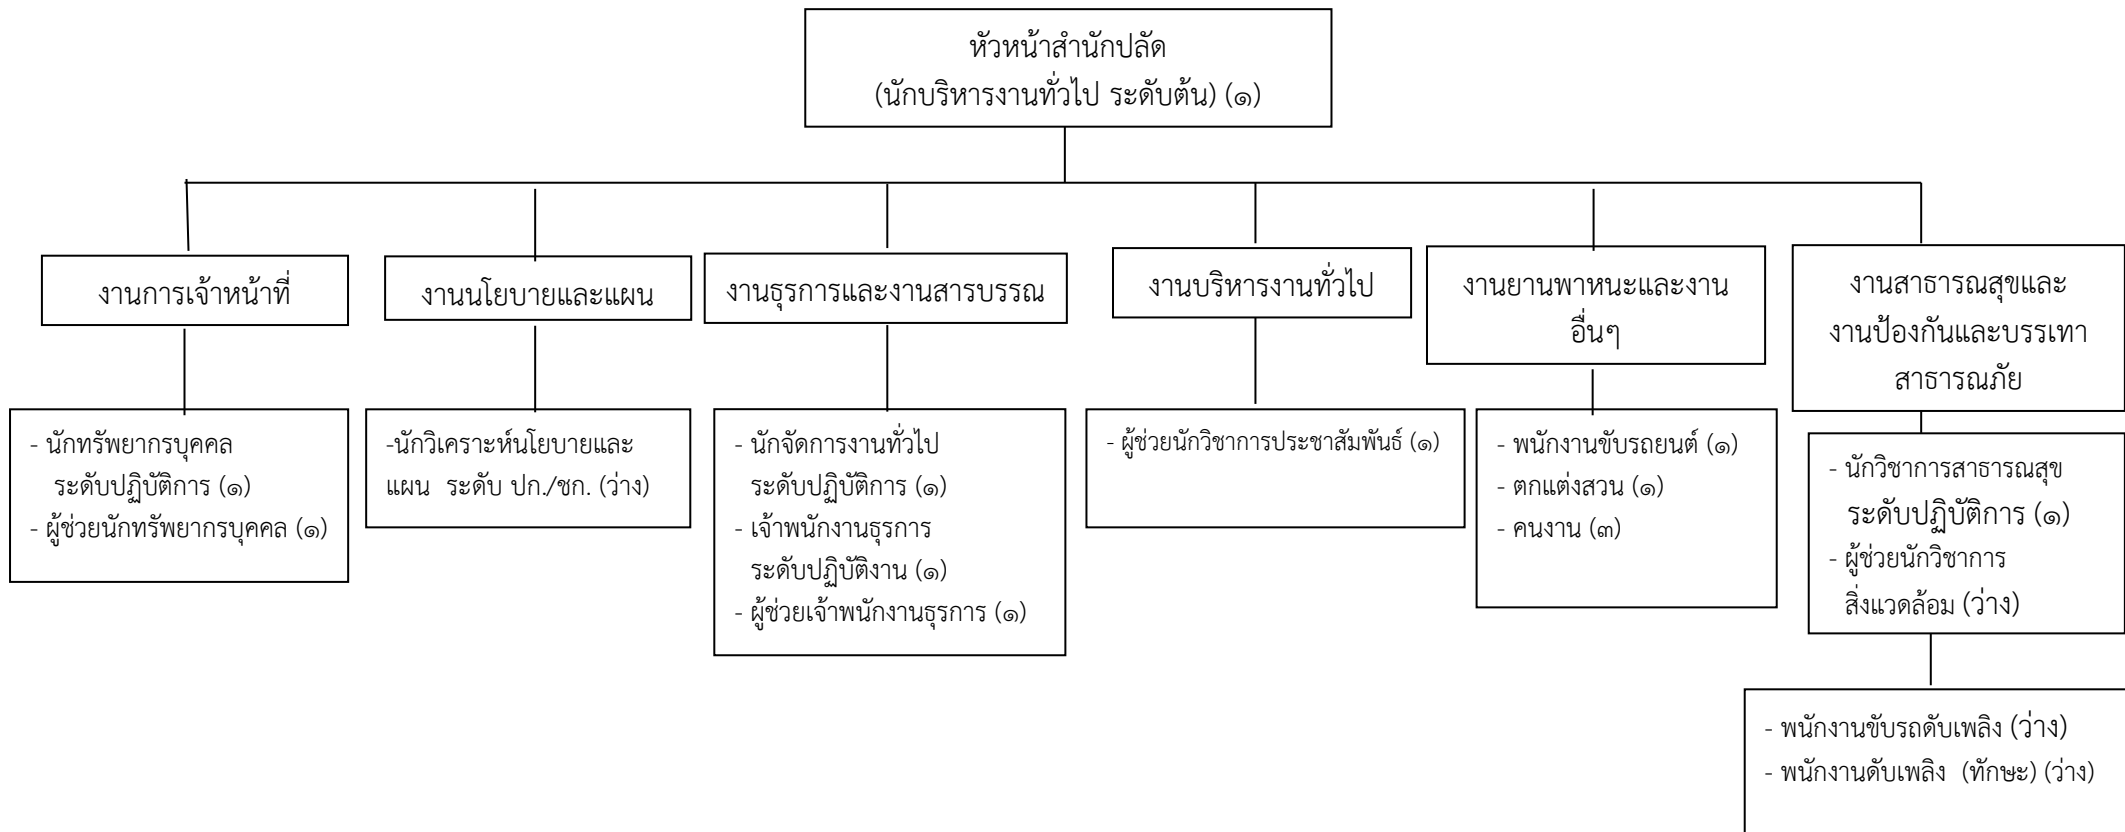 หัวหน้าสำนักปลัด
(นักบริหารงานทั่วไป ระดับต้น) (๑)
งานการเจ้าหน้าที่
งานนโยบายและแผน
งานธุรการและงานสารบรรณ
งานบริหารงานทั่วไป
งานยานพาหนะและงาน
อื่นๆ
งานสาธารณสุขและ
งานป้องกันและบรรเทา
สาธารณภัย
- นักทรัพยากรบุคคล
ระดับปฏิบัติการ (๑)
- ผู้ช่วยนักทรัพยากรบุคคล (๑)
-นักวิเคราะห์นโยบายและ
แผน ระดับ ปก./ชก. (ว่าง)
- นักจัดการงานทั่วไป
ระดับปฏิบัติการ (๑)
- เจ้าพนักงานธุรการ
ระดับปฏิบัติงาน (๑)
- ผู้ช่วยเจ้าพนักงานธุรการ (๑)
- ผู้ช่วยนักวิชาการประชาสัมพันธ์ (๑)
- พนักงานขับรถยนต์ (๑)
- ตกแต่งสวน (๑)
- คนงาน (๓)
- นักวิชาการสาธารณสุข
ระดับปฏิบัติการ (๑)
- ผู้ช่วยนักวิชาการ
สิ่งแวดล้อม (ว่าง)
- พนักงานขับรถดับเพลิง (ว่าง)
- พนักงานดับเพลิง (ทักษะ) (ว่าง)